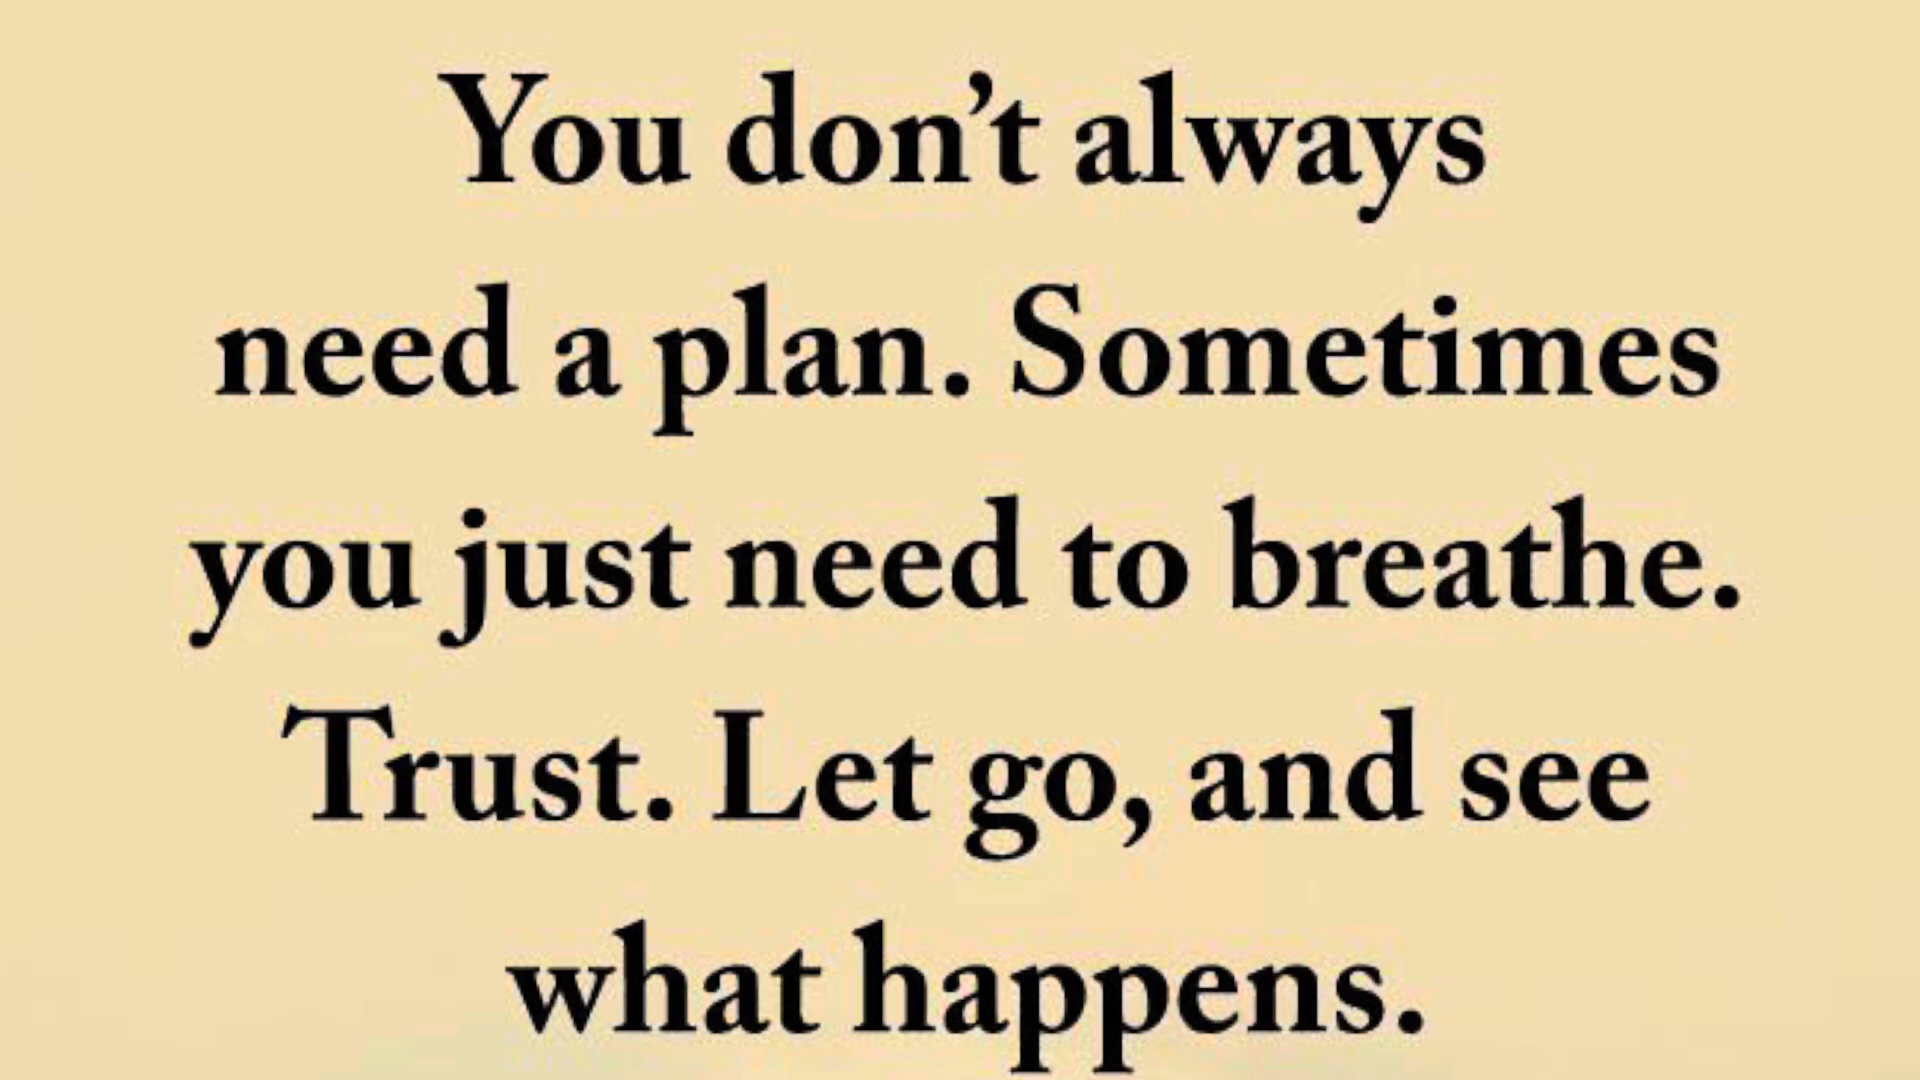 You don’t always
need a plan. Sometimes
you just need to breathe.
Trust. Let go, and see
what happens.